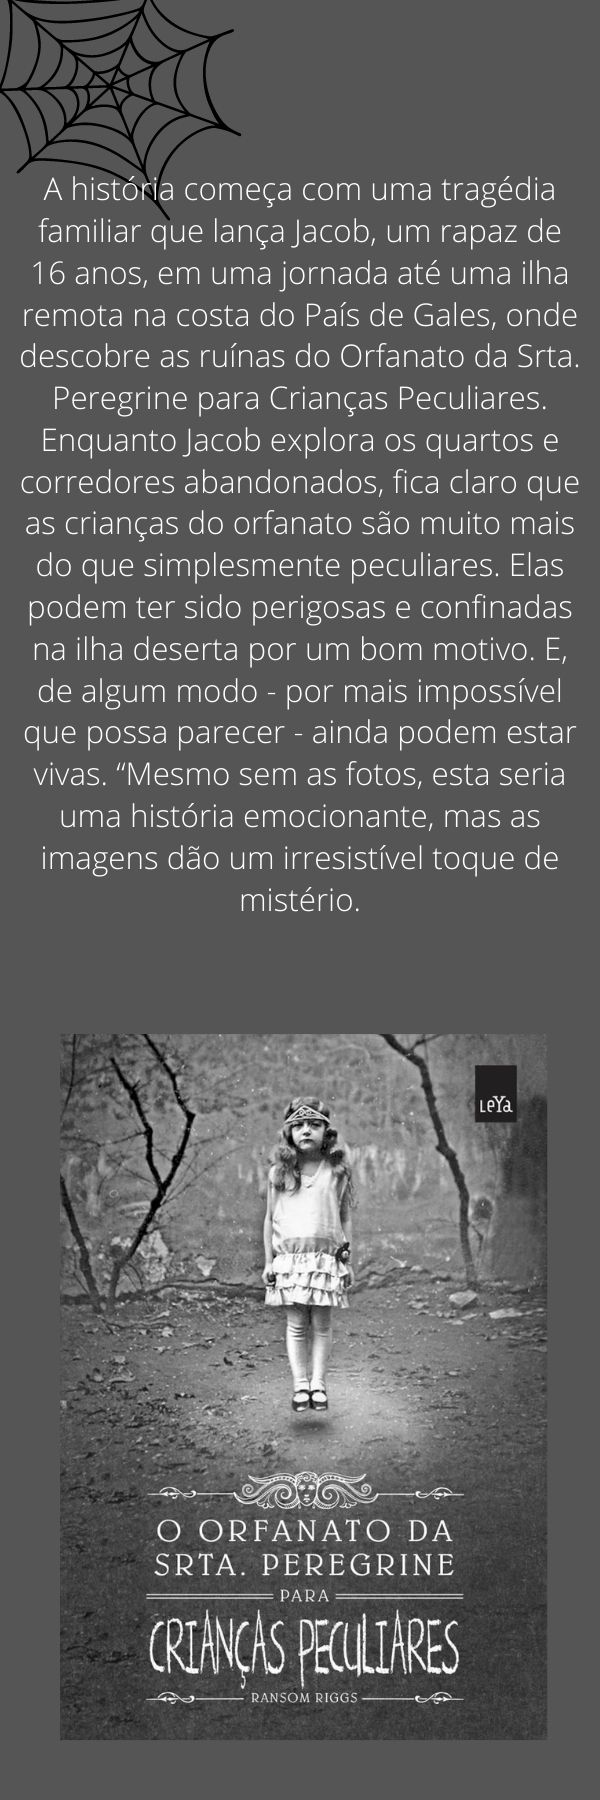 A história começa com uma tragédia
familiar que lança Jacob, um rapaz de
16 anos, em uma jornada até uma ilha
remota na costa do País de Gales, onde
descobre as ruínas do Orfanato da Srta.
Peregrine para Crianças Peculiares.
Enquanto Jacob explora os quartos e
corredores abandonados, fica claro que
as crianças do orfanato são muito mais
do que simplesmente peculiares. Elas
podem ter sido perigosas e confinadas
na ilha deserta por um bom motivo. E,
de algum modo - por mais impossível
que possa parecer - ainda podem estar
vivas. “Mesmo sem as fotos, esta seria
uma história emocionante, mas as
imagens dão um irresistível toque de
mistério.
LeYa
O ORFANATO DA
SRTA. PEREGRINE
PARA
CRIANÇAS PECULIARES
RANSOM RIGGS